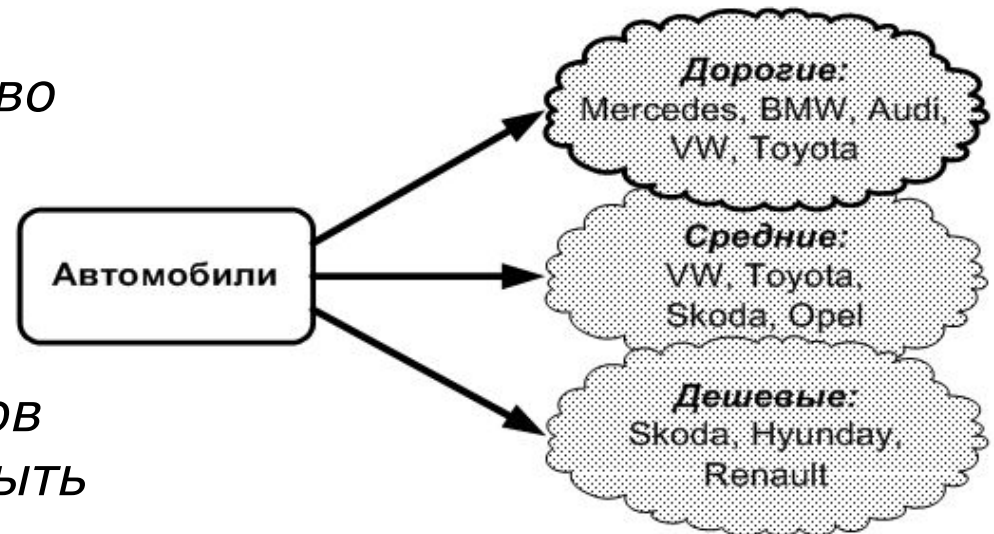 во
ов
ыть
Автомобили
Дорогие:
Mercedes, BMW, Audi,
VW, Toyota
Средние:
VW, Toyota,
Skoda, Opel
Дешевые:
Skoda, Hyunday,
Renault